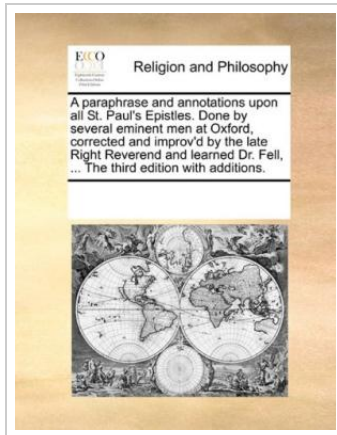 ECCO
Religion and Philosophy
A paraphrase and annotations upon
all St. Paul's Epistles. Done by
several eminent men at Oxford,
corrected and improv'd by the late
Right Reverend and learned Dr. Fell,
... The third edition with additions.